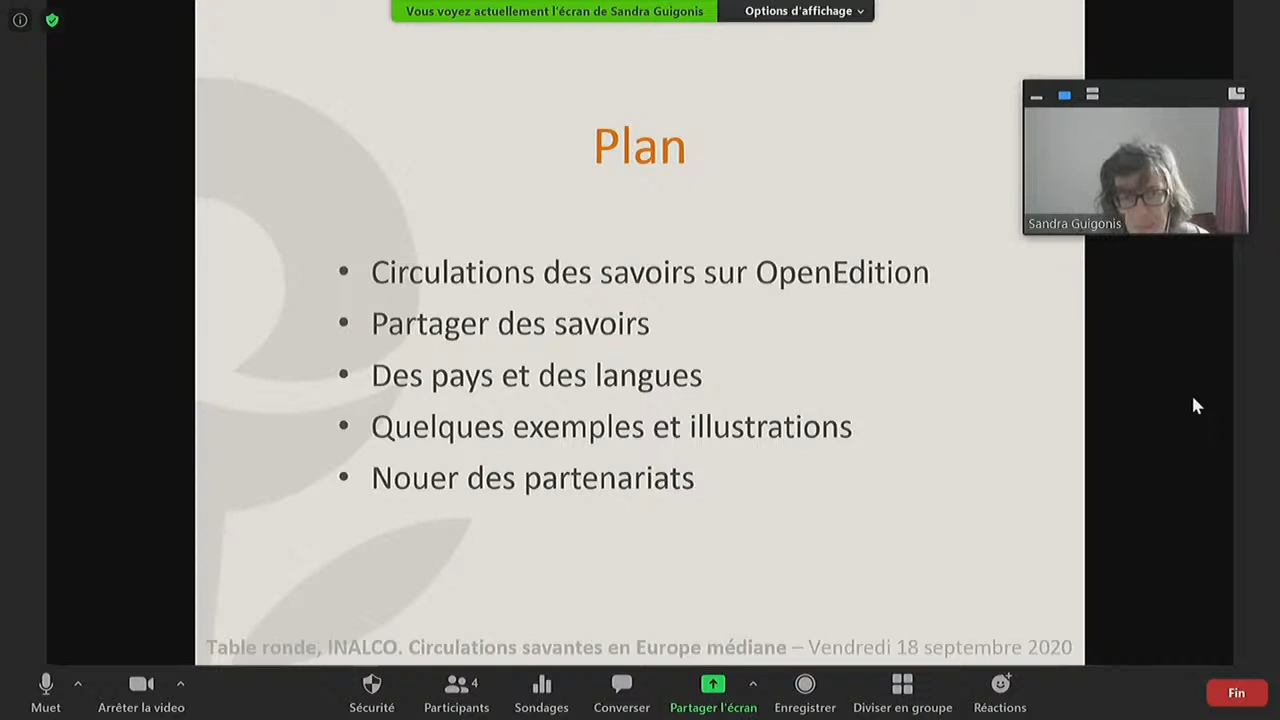 Vous voyez actuellement l'écran de Sandra Guigonis
Options d'affichage
Plan
Sandra Guigonis
• Circulations des savoirs sur OpenEdition
• Partager des savoirs
• Des pays et des langues
• Quelques exemples et illustrations
• Nouer des partenariats
Table ronde, INALCO. Circulations savantes en Europe médiane – Vendredi 18 septembre 2020
Muet
Arrêter la video
Sécurité
Participants
4
Sondages
Converser
Partager l'écran
Enregistrer
Diviser en groupe
Réactions
Fin